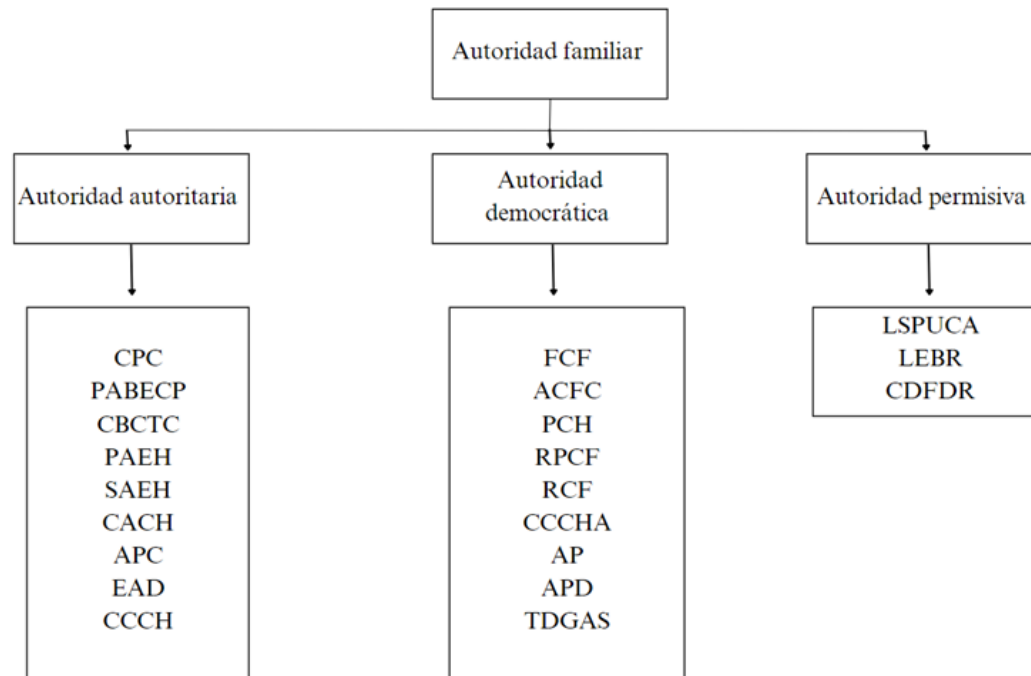 Autoridad familiar
Autoridad autoritaria
Autoridad
democrática
Autoridad permisiva
CPC
PABECP
CBCTC
PAEH
SAEH
CACH
APC
EAD
CCCH
FCF
ACFC
PCH
RPCF
RCF
CCCHA
AP
APD
TDGAS
LSPUCA
LEBR
CDFDR